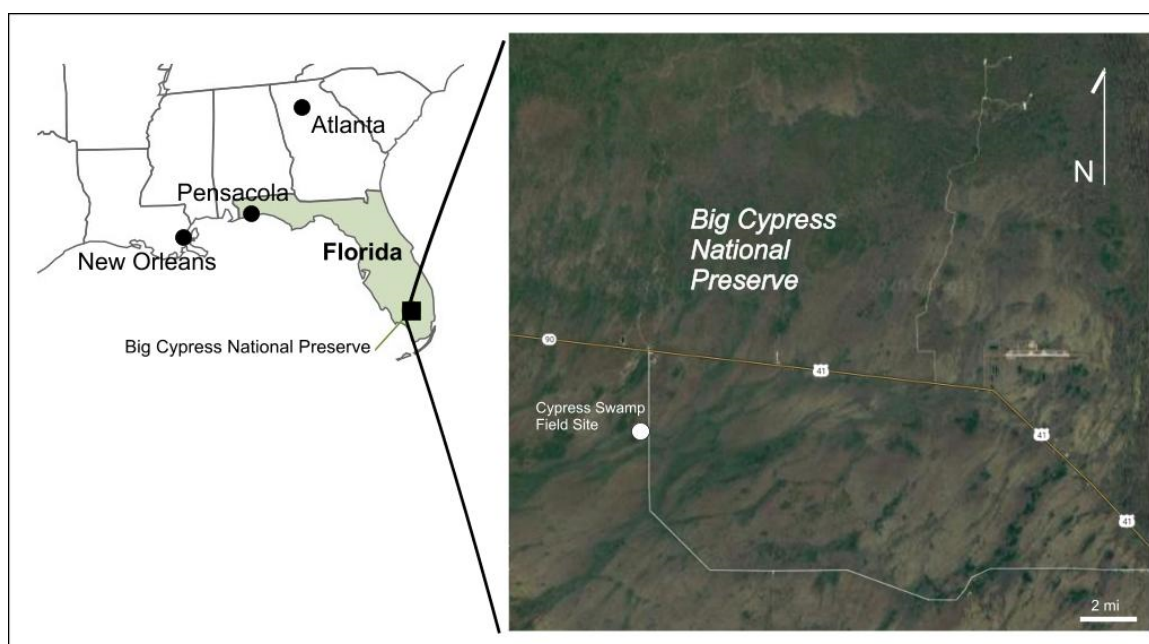 Atlanta
Pensacola
Florida
New Orleans
Big Cypress National Preserve
N
Big Cypress
National
Preserve
90
41
Cypress Swamp
Field Site
41
41
2 mi